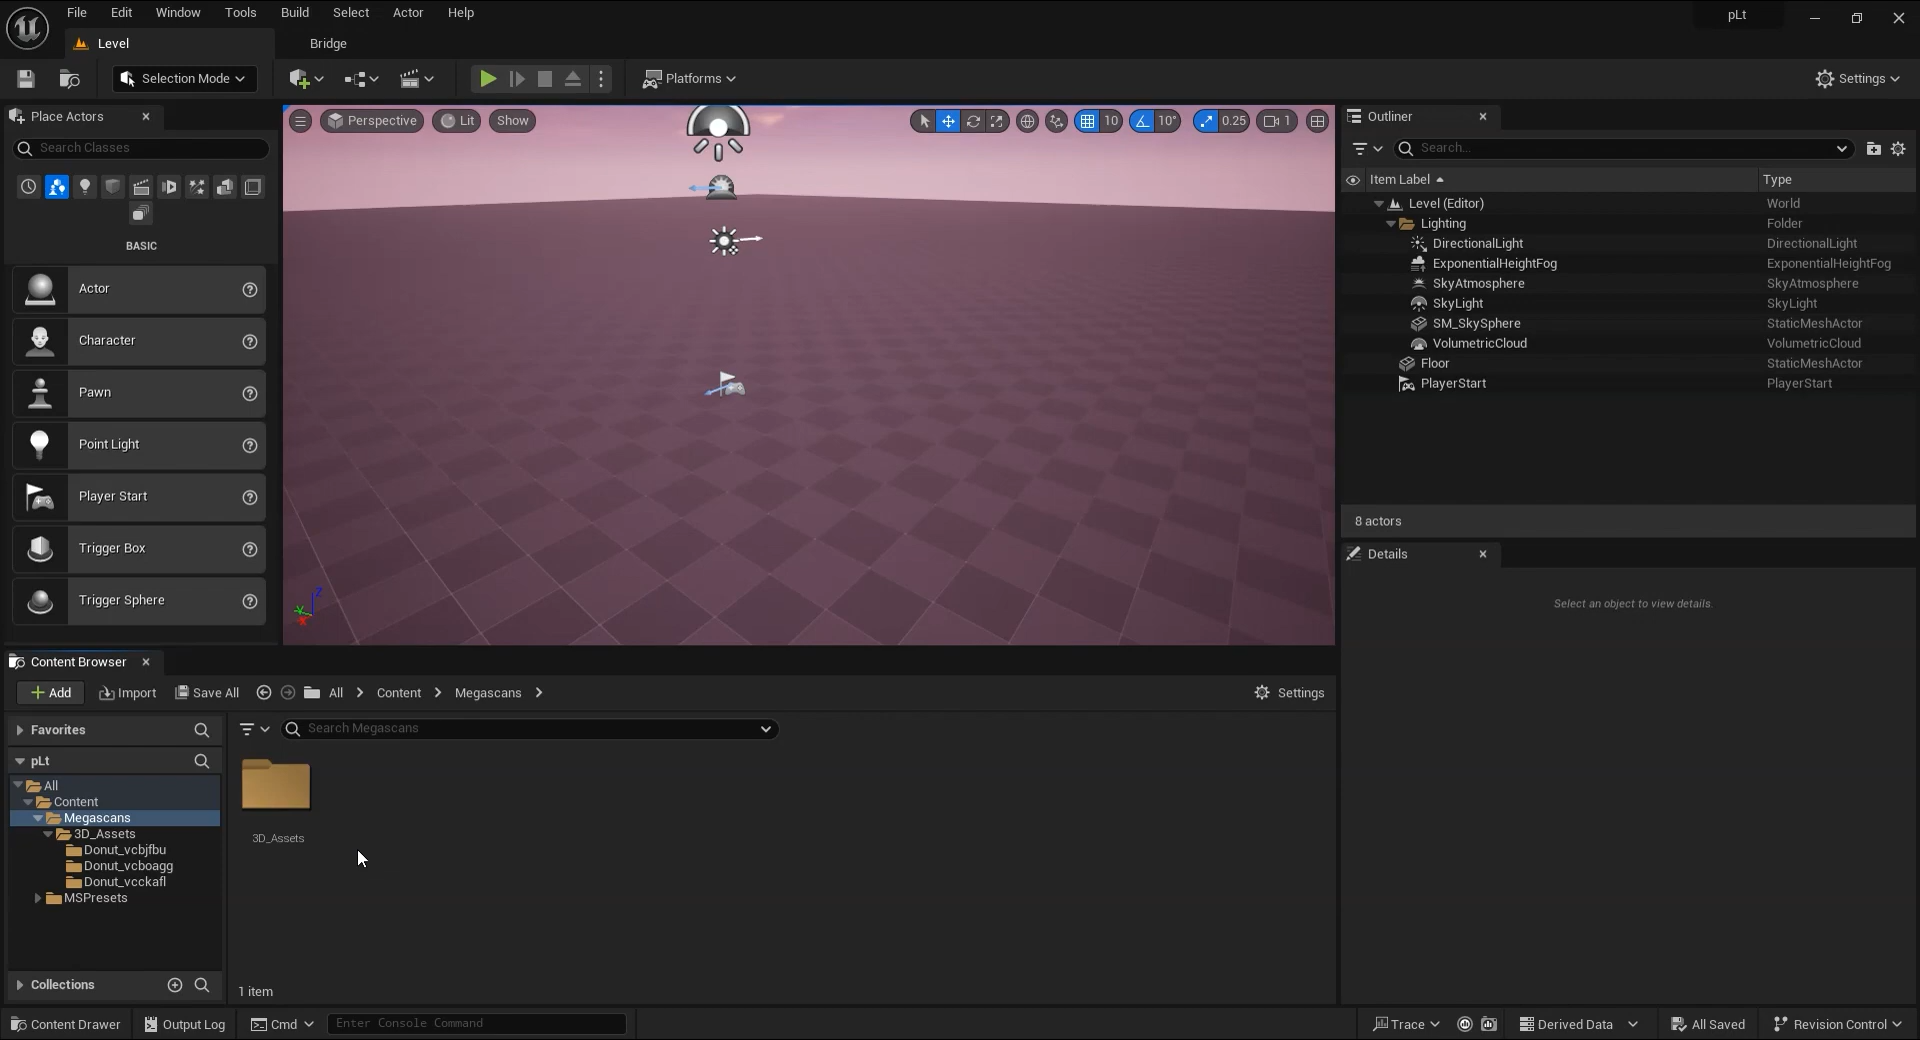 File Edit Window Tools Build Select Actor Help
pLt
Level
Bridge
Selection Mode
Platforms
Settings
Place Actors
Search Classes
BASIC
Actor
Character
Pawn
Point Light
Player Start
Trigger Box
Trigger Sphere
Perspective
Lit
Show
10
10°
0.25
1
Z
Y
X
Outliner
Search...
Item Label Type
Level (Editor) World
Lighting Folder
DirectionalLight DirectionalLight
ExponentialHeightFog ExponentialHeightFog
SkyAtmosphere SkyAtmosphere
SkyLight SkyLight
SM_SkySphere StaticMeshActor
VolumetricCloud VolumetricCloud
Floor StaticMeshActor
PlayerStart PlayerStart
8 actors
Details
Select an object to view details.
Content Browser
Add Import Save All All Content Megascans Settings
Favorites
Search Megascans
pLt
All
Content
Megascans
3D_Assets
Donut_vcbjfbu
Donut_vcboagg
Donut_vcckafl
MSPresets
Collections
3D_Assets
1 item
Content Drawer Output Log Cmd Enter Console Command Trace Derived Data All Saved Revision Control